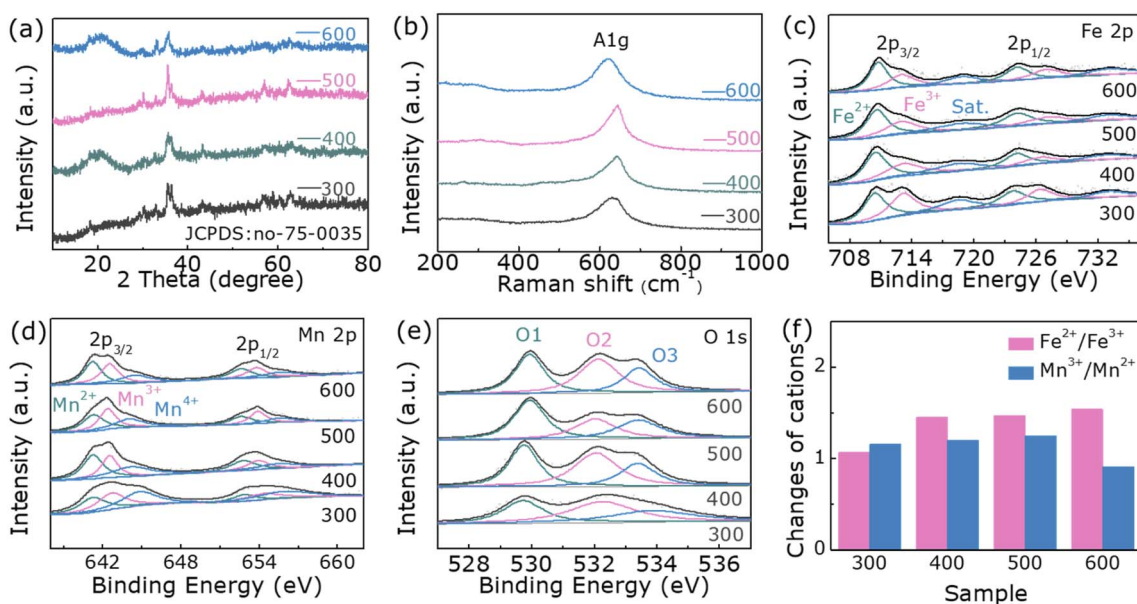 (a)
Intensity (a.u.)
600
500
400
300
JCPDS:no-75-0035
20 40 60 80
2 Theta (degree)
(b)
Intensity (a.u.)
A1g
600
500
400
300
200 400 600 800 1000
Raman shift (cm⁻¹)
(c)
Intensity (a.u.)
Fe 2p
2p3/2 2p1/2
600
Fe²⁺ Fe³⁺ Sat.
500
400
300
708 714 720 726 732
Binding Energy (eV)
(d)
Intensity (a.u.)
Mn 2p
2p3/2 2p1/2
600
Mn²⁺ Mn³⁺ Mn⁴⁺
500
400
300
642 648 654 660
Binding Energy (eV)
(e)
Intensity (a.u.)
O 1s
O1 O2 O3
600
500
400
300
528 530 532 534 536
Binding Energy (eV)
(f)
Changes of cations
Fe²⁺/Fe³⁺
Mn³⁺/Mn²⁺
2
1
0
300 400 500 600
Sample